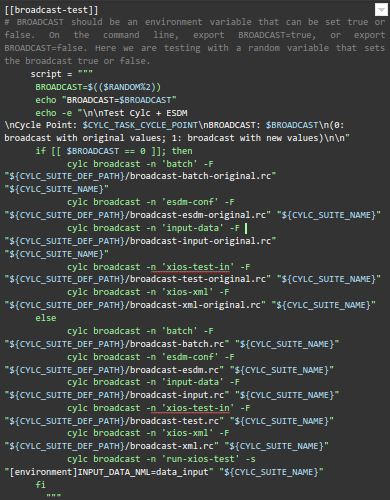 [[broadcast-test]]
# BROADCAST should be an environment variable that can be set true or
false. On the command line, export BROADCAST=true, or export
BROADCAST=false. Here we are testing with a random variable that sets
the broadcast true or false.
script = """
BROADCAST=$(($RANDOM%2))
echo "BROADCAST=$BROADCAST"
echo -e "\n\nTest Cylc + ESDM
\nCycle Point: $CYLC_TASK_CYCLE_POINT\nBROADCAST: $BROADCAST\n(0:
broadcast with original values; 1: broadcast with new values)\n\n"
if [[ $BROADCAST == 0 ]]; then
cylc broadcast -n 'batch' -F
"${CYLC_SUITE_DEF_PATH}/broadcast-batch-original.rc"
"${CYLC_SUITE_NAME}"
cylc broadcast -n 'esdm-conf' -F
"${CYLC_SUITE_DEF_PATH}/broadcast-esdm-original.rc" "${CYLC_SUITE_NAME}"
cylc broadcast -n 'input-data' -F
"${CYLC_SUITE_DEF_PATH}/broadcast-input-original.rc"
"${CYLC_SUITE_NAME}"
cylc broadcast -n 'xios-test-in' -F
"${CYLC_SUITE_DEF_PATH}/broadcast-test-original.rc" "${CYLC_SUITE_NAME}"
cylc broadcast -n 'xios-xml' -F
"${CYLC_SUITE_DEF_PATH}/broadcast-xml-original.rc" "${CYLC_SUITE_NAME}"
else
cylc broadcast -n 'batch' -F
"${CYLC_SUITE_DEF_PATH}/broadcast-batch.rc" "${CYLC_SUITE_NAME}"
cylc broadcast -n 'esdm-conf' -F
"${CYLC_SUITE_DEF_PATH}/broadcast-esdm.rc" "${CYLC_SUITE_NAME}"
cylc broadcast -n 'input-data' -F
"${CYLC_SUITE_DEF_PATH}/broadcast-input.rc" "${CYLC_SUITE_NAME}"
cylc broadcast -n 'xios-test-in' -F
"${CYLC_SUITE_DEF_PATH}/broadcast-test.rc" "${CYLC_SUITE_NAME}"
cylc broadcast -n 'xios-xml' -F
"${CYLC_SUITE_DEF_PATH}/broadcast-xml.rc" "${CYLC_SUITE_NAME}"
cylc broadcast -n 'run-xios-test' -s
"[environment]INPUT_DATA_NML=data_input" "${CYLC_SUITE_NAME}"
fi
"""